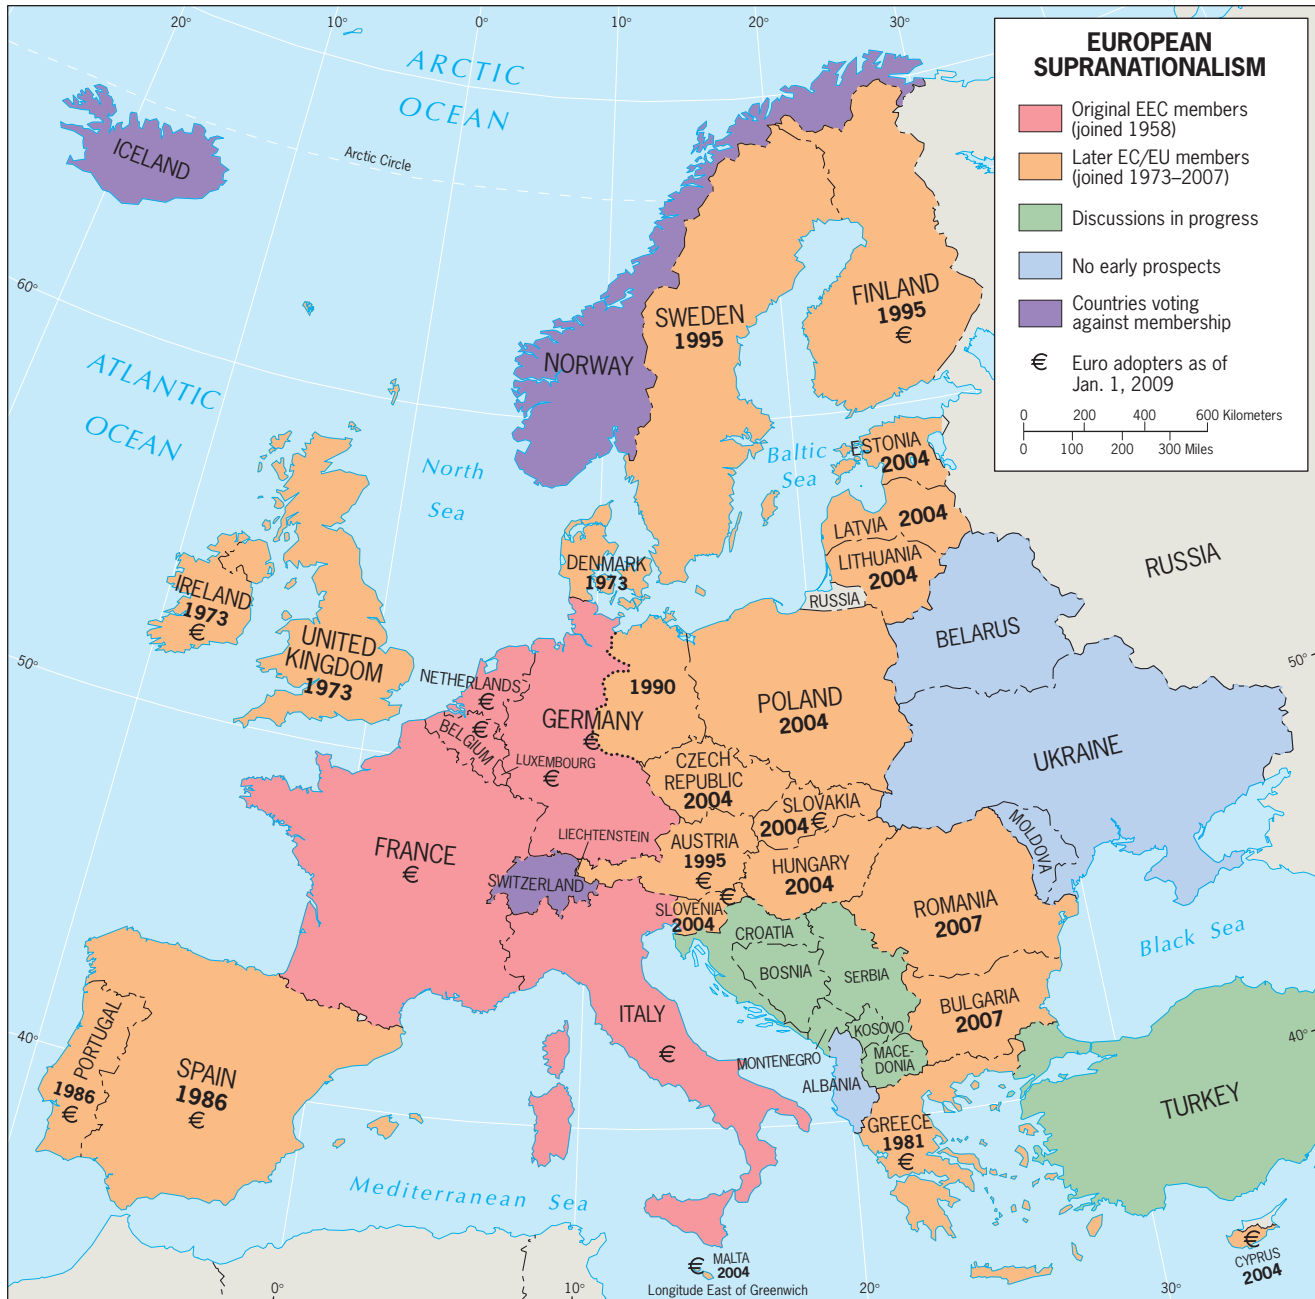 20°
10°
0°
10°
20°
30°
EUROPEAN
SUPRANATIONALISM
Original EEC members
(joined 1958)
Later EC/EU members
(joined 1973–2007)
Discussions in progress
No early prospects
Countries voting
against membership
€ Euro adopters as of
Jan. 1, 2009
0 200 400 600 Kilometers
0 100 200 300 Miles
ARCTIC
OCEAN
Arctic Circle
ICELAND
60°
ATLANTIC
OCEAN
NORWAY
SWEDEN
1995
FINLAND
1995
€
North
Sea
Baltic
Sea
ESTONIA
2004
LATVIA 2004
LITHUANIA
2004
RUSSIA
RUSSIA
DENMARK
1973
IRELAND
1973
€
UNITED
KINGDOM
1973
50°
50°
BELARUS
NETHERLANDS
€
BELGIUM
€
LUXEMBOURG
€
GERMANY
€
1990
POLAND
2004
UKRAINE
CZECH
REPUBLIC
2004
SLOVAKIA
2004 €
MOLDOVA
FRANCE
€
LIECHTENSTEIN
SWITZERLAND
AUSTRIA
1995
€
HUNGARY
2004
SLOVENIA
2004
€
ROMANIA
2007
CROATIA
BOSNIA
SERBIA
Black Sea
BULGARIA
2007
KOSOVO
MACE-
DONIA
MONTENEGRO
ALBANIA
ITALY
€
40°
40°
PORTUGAL
1986
€
SPAIN
1986
€
GREECE
1981
€
TURKEY
Mediterranean Sea
€ MALTA
2004
€
CYPRUS
2004
0°
10°
Longitude East of Greenwich
20°
30°